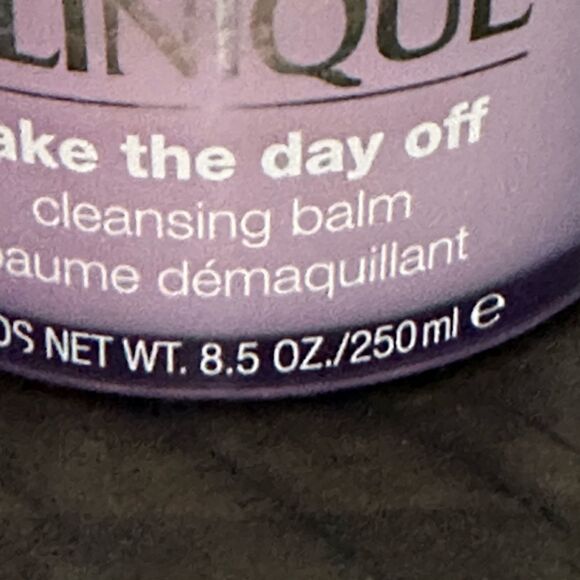 LINIQUE
ake the day off
cleansing balm
baume démaquillant
DS NET WT. 8.5 OZ./250 ml e